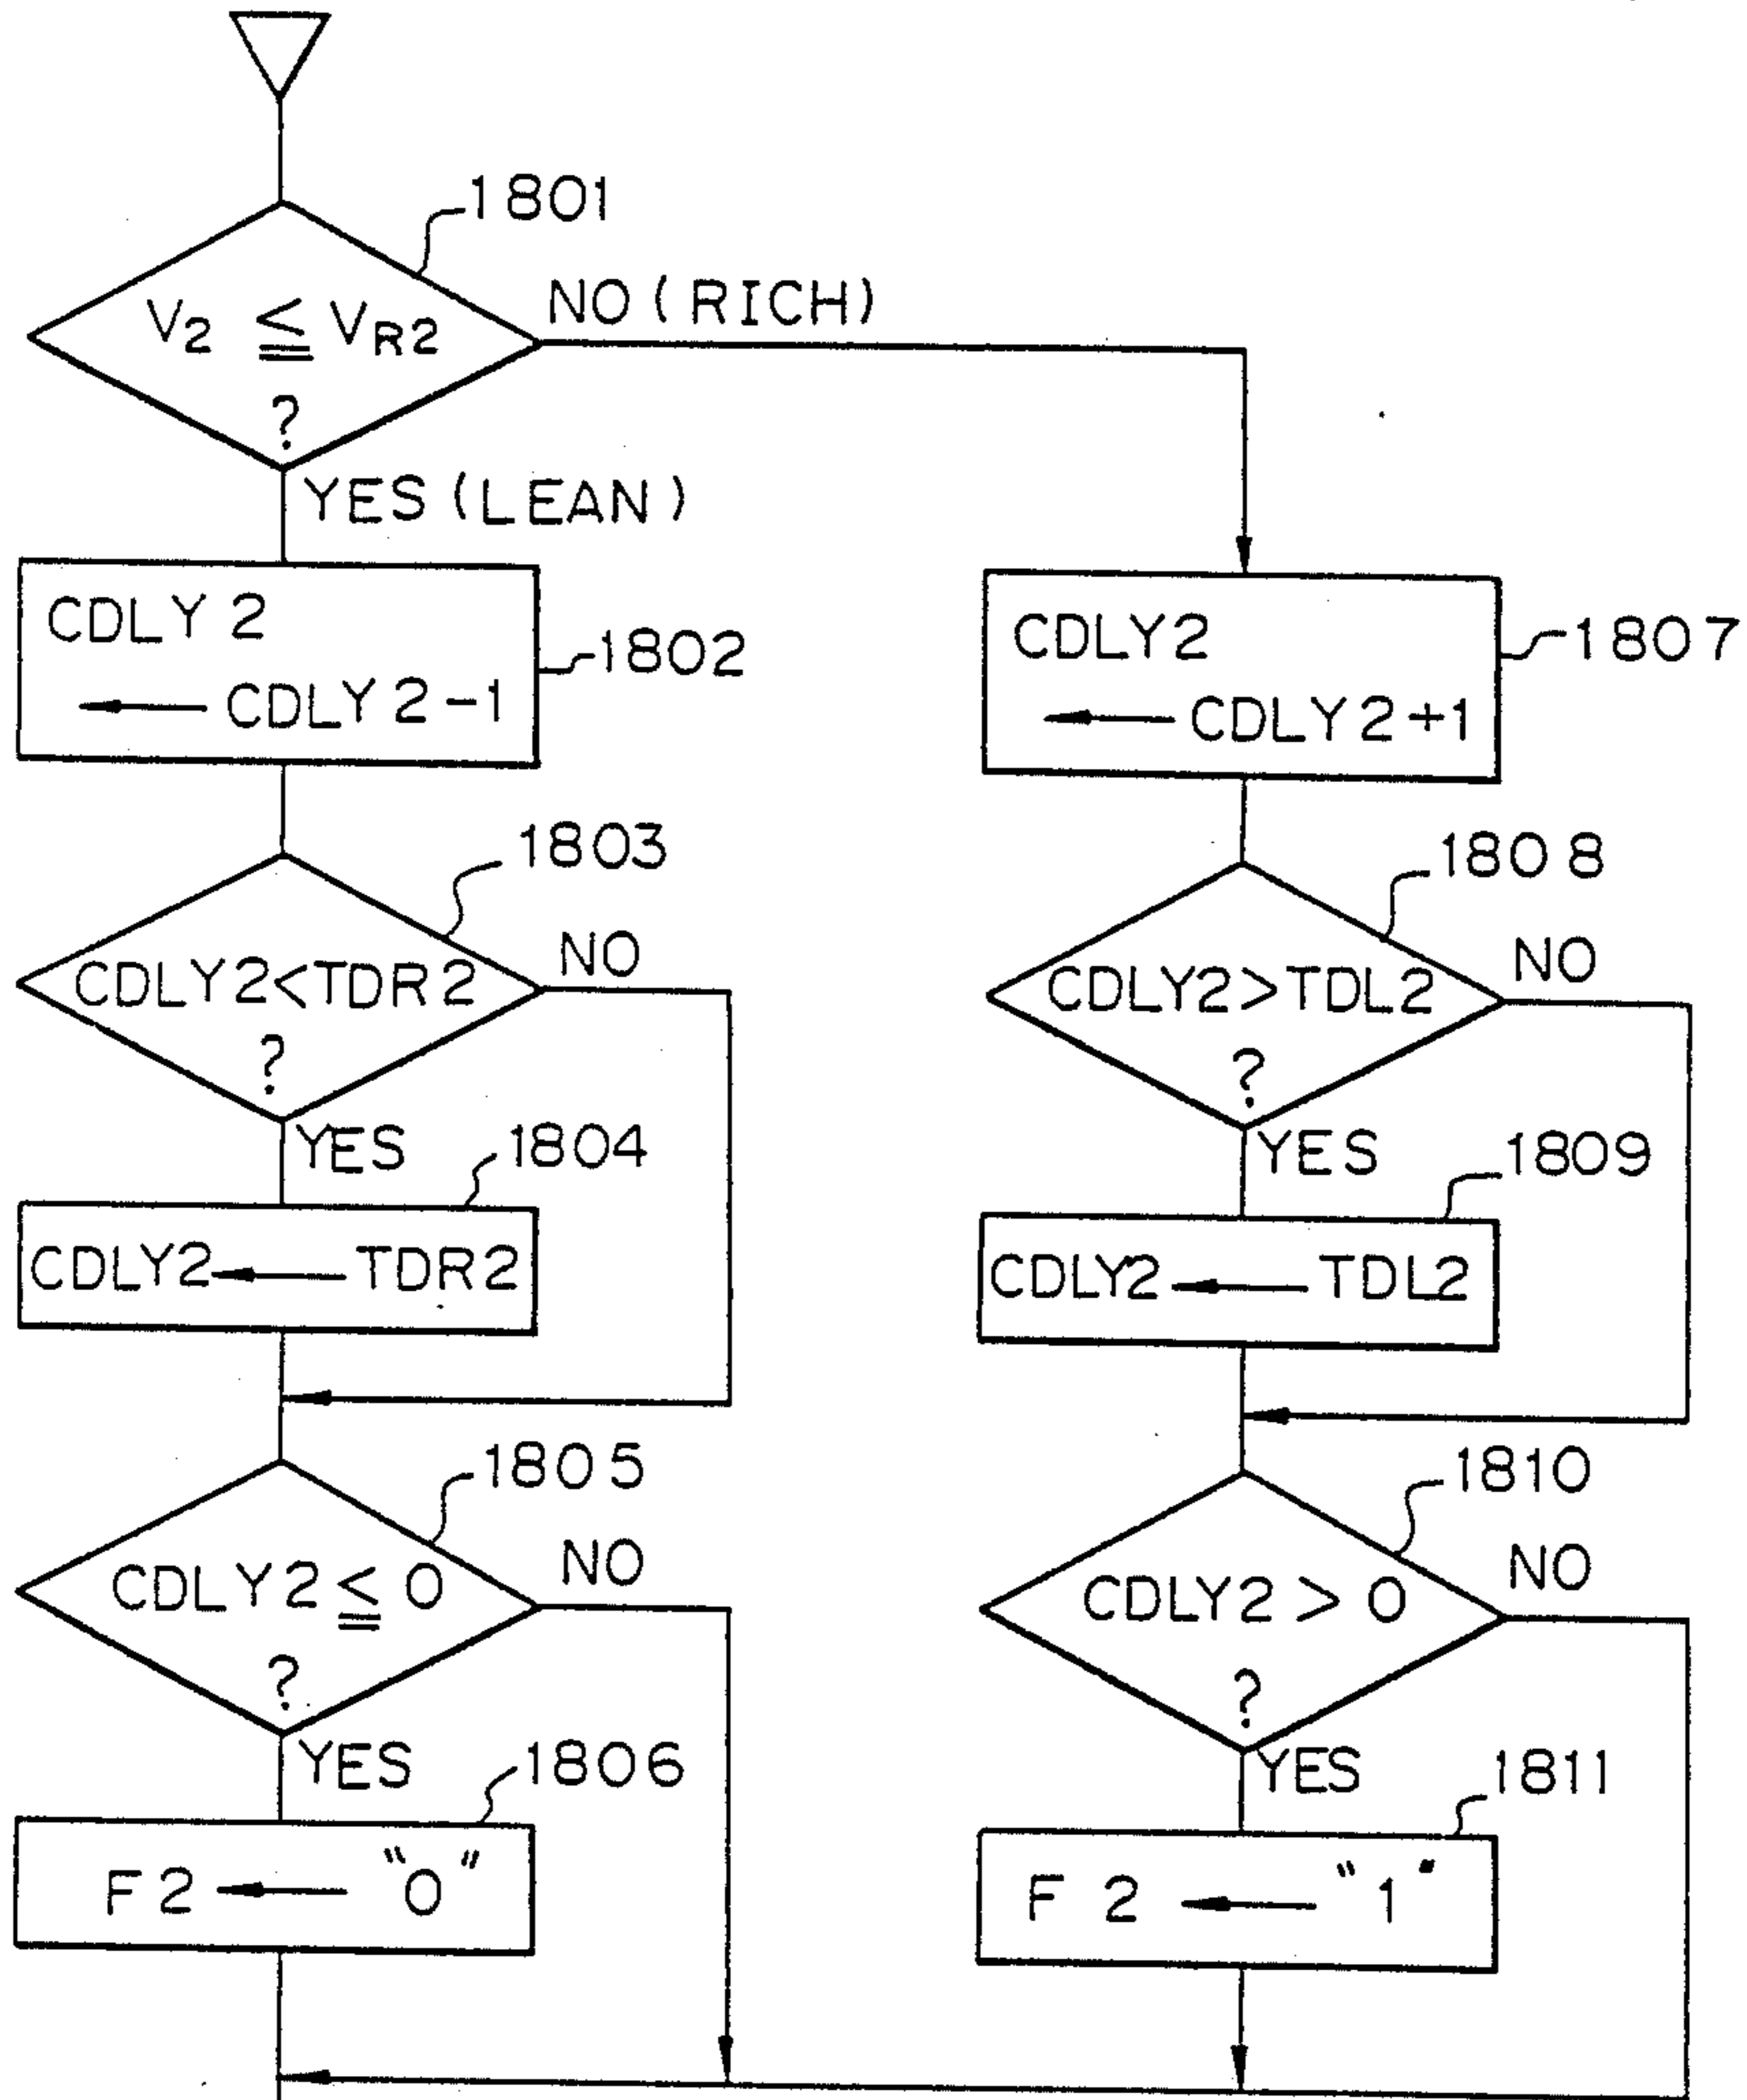 1801
V2 ≦ VR2
?
NO (RICH)
YES (LEAN)
CDLY 2
← CDLY 2-1
1802
1803
CDLY2<TDR2
?
NO
YES
1804
CDLY2 ← TDR2
1805
CDLY2 ≦ 0
?
NO
YES
1806
F2 ← "0"
CDLY2
← CDLY2+1
1807
1808
CDLY2>TDL2
?
NO
YES
1809
CDLY2 ← TDL2
1810
CDLY2 > 0
?
NO
YES
1811
F 2 ← "1"